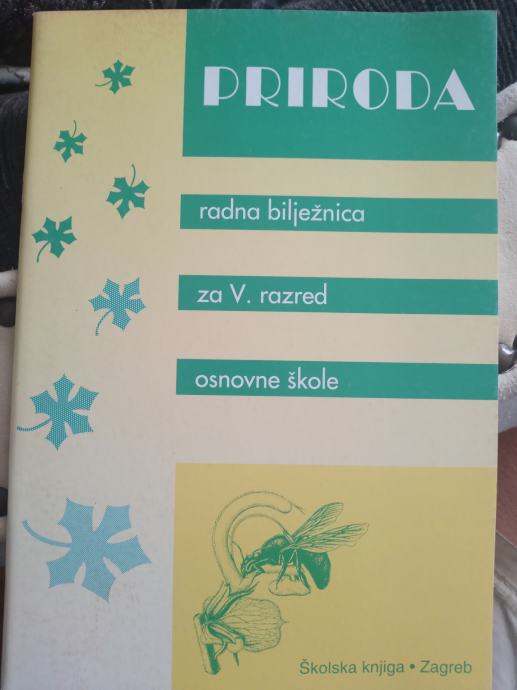 PRIRODA
radna bilježnica
za V. razred
osnovne škole
Školska knjiga • Zagreb